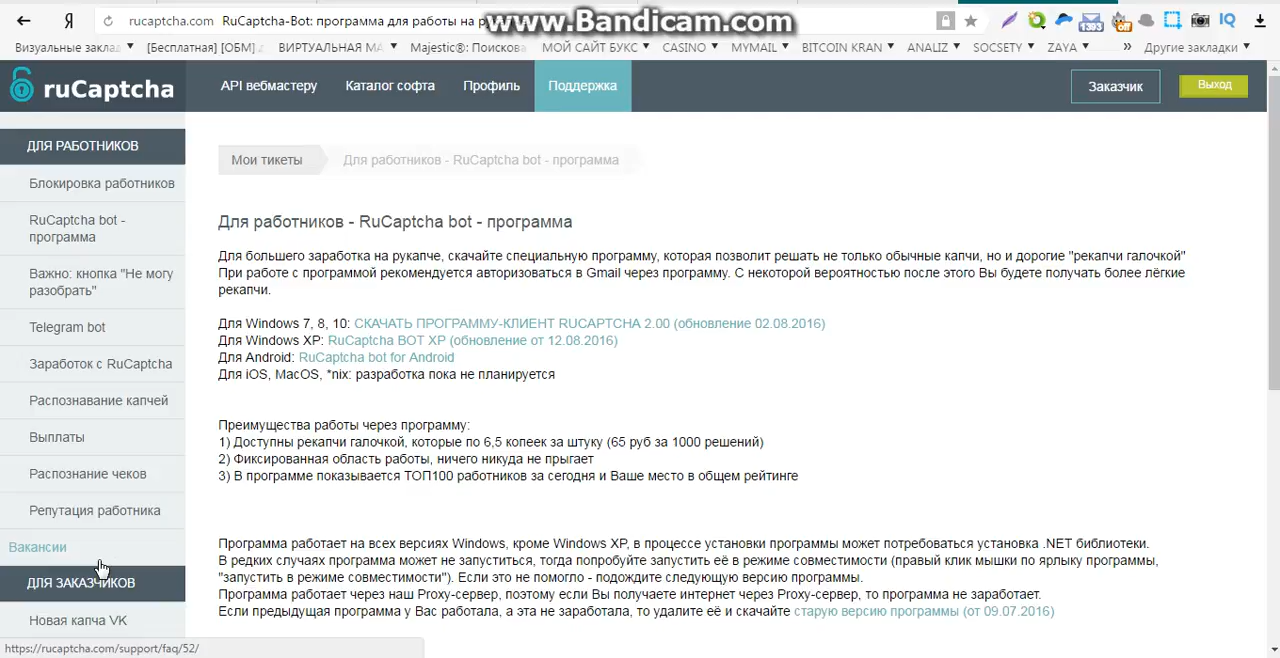 Я
rucaptcha.com RuCaptcha-Bot: программа для работы на р
www.Bandicam.com
1393
off
IQ
Визуальные заклад
[Бесплатная] [ОБМ]
ВИРТУАЛЬНАЯ МА
Majestic®: Поискова
МОЙ САЙТ БУКС
CASINO
MYMAIL
BITCOIN KRAN
ANALIZ
SOCSETY
ZAYA
»
Другие закладки
ruCaptcha
API вебмастеру
Каталог софта
Профиль
Поддержка
Заказчик
Выход
ДЛЯ РАБОТНИКОВ
Блокировка работников
RuCaptcha bot -
программа
Важно: кнопка "Не могу
разобрать"
Telegram bot
Заработок с RuCaptcha
Распознавание капчей
Выплаты
Распознание чеков
Репутация работника
Вакансии
ДЛЯ ЗАКАЗЧИКОВ
Новая капча VK
Мои тикеты
Для работников - RuCaptcha bot - программа
Для работников - RuCaptcha bot - программа
Для большего заработка на рукапче, скачайте специальную программу, которая позволит решать не только обычные капчи, но и дорогие "рекапчи галочкой"
При работе с программой рекомендуется авторизоваться в Gmail через программу. С некоторой вероятностью после этого Вы будете получать более лёгкие
рекапчи.
Для Windows 7, 8, 10: СКАЧАТЬ ПРОГРАММУ-КЛИЕНТ RUCAPTCHA 2.00 (обновление 02.08.2016)
Для Windows XP: RuCaptcha BOT XP (обновление от 12.08.2016)
Для Android: RuCaptcha bot for Android
Для iOS, MacOS, *nix: разработка пока не планируется
Преимущества работы через программу:
1) Доступны рекапчи галочкой, которые по 6,5 копеек за штуку (65 руб за 1000 решений)
2) Фиксированная область работы, ничего никуда не прыгает
3) В программе показывается ТОП100 работников за сегодня и Ваше место в общем рейтинге
Программа работает на всех версиях Windows, кроме Windows XP, в процессе установки программы может потребоваться установка .NET библиотеки.
В редких случаях программа может не запуститься, тогда попробуйте запустить её в режиме совместимости (правый клик мышки по ярлыку программы,
"запустить в режиме совместимости"). Если это не помогло - подождите следующую версию программы.
Программа работает через наш Proxy-сервер, поэтому если Вы получаете интернет через Proxy-сервер, то программа не заработает.
Если предыдущая программа у Вас работала, а эта не заработала, то удалите её и скачайте старую версию программы (от 09.07.2016)
https://rucaptcha.com/support/faq/52/